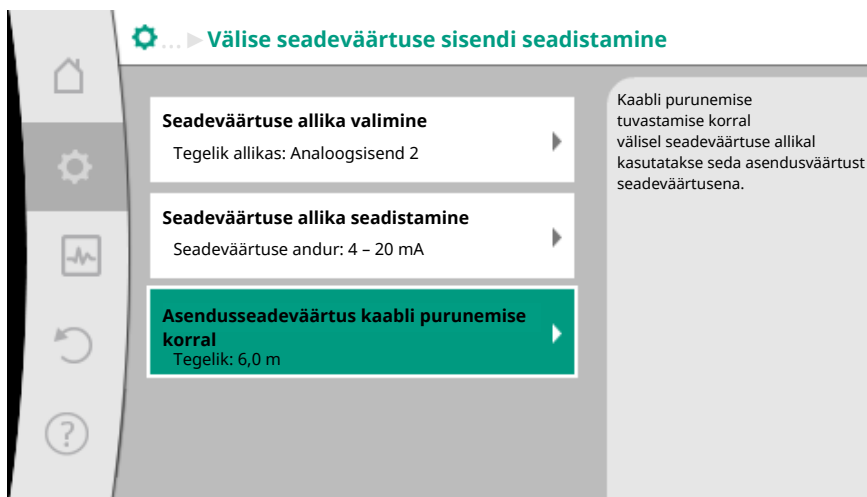 ... Välise seadeväärtuse sisendi seadistamine
Seadeväärtuse allika valimine
Tegelik allikas: Analoogsisend 2
Seadeväärtuse allika seadistamine
Seadeväärtuse andur: 4 – 20 mA
Asendusseadeväärtus kaabli purunemise
korral
Tegelik: 6,0 m
Kaabli purunemise
tuvastamise korral
välisel seadeväärtuse allikal
kasutatakse seda asendusväärtust
seadeväärtusena.